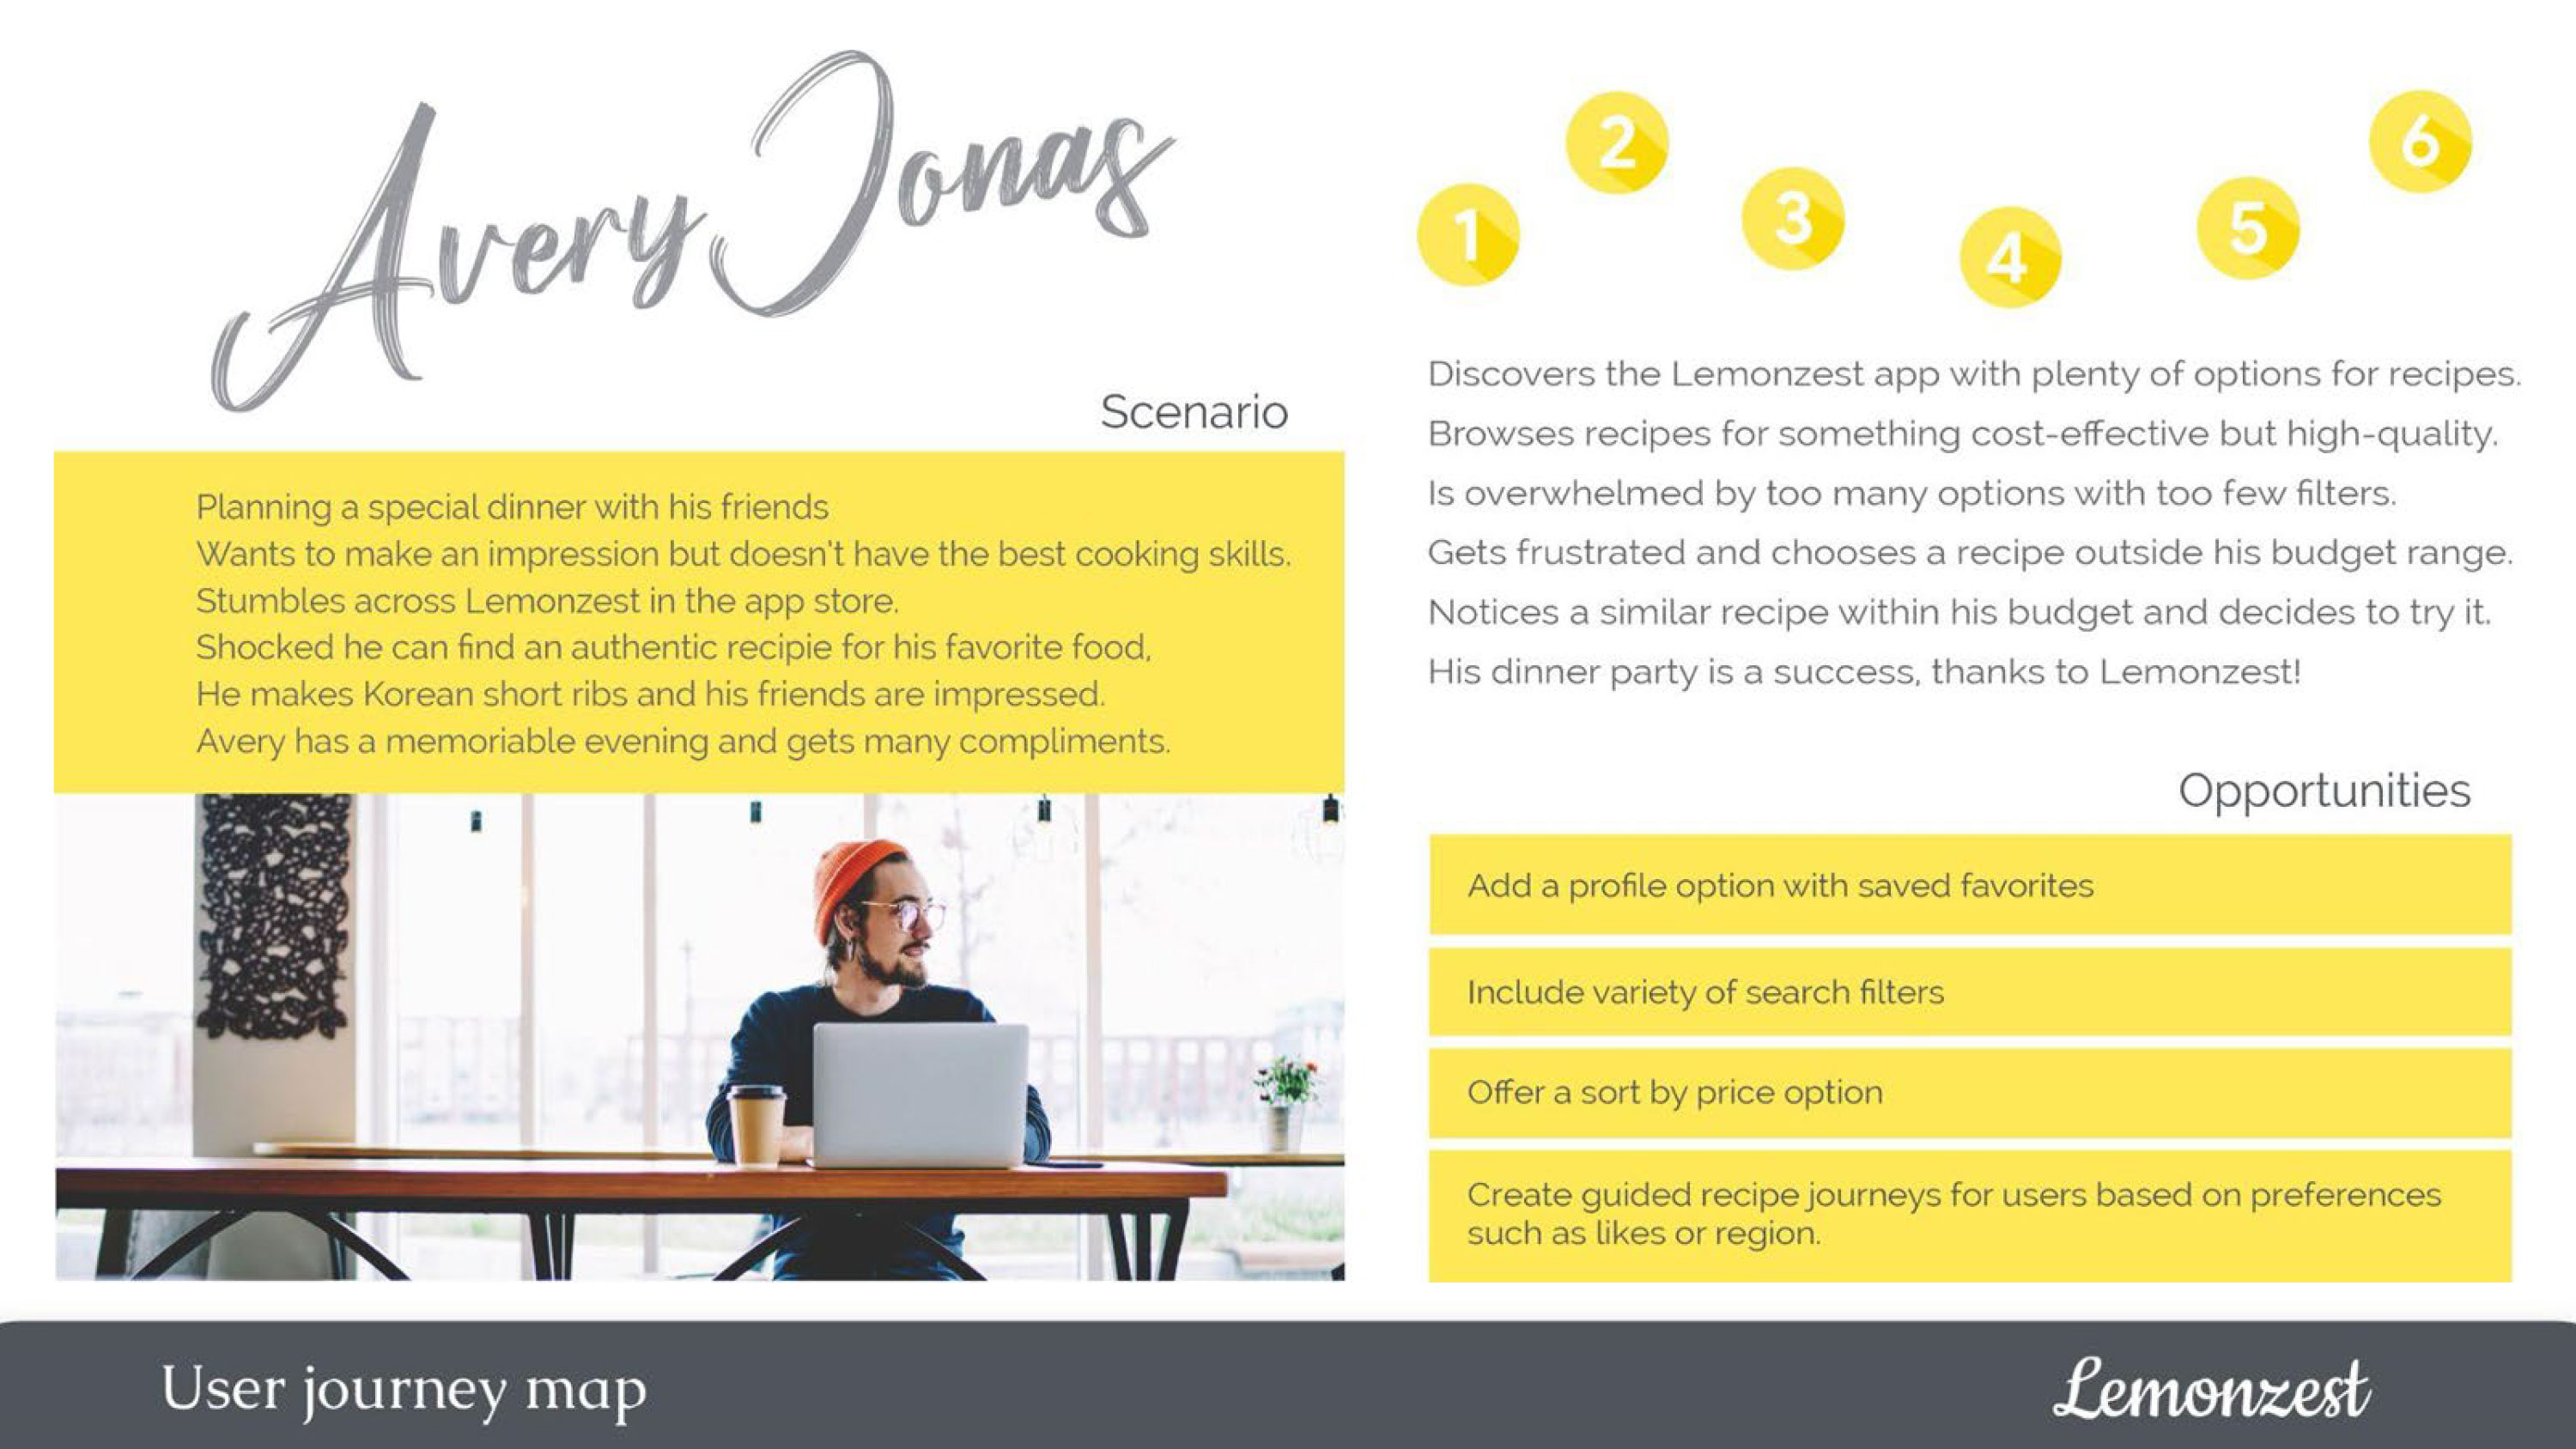 Avery Jonas
Scenario
Planning a special dinner with his friends
Wants to make an impression but doesn't have the best cooking skills.
Stumbles across Lemonzest in the app store.
Shocked he can find an authentic recipie for his favorite food,
He makes Korean short ribs and his friends are impressed.
Avery has a memoriable evening and gets many compliments.
1
2
3
4
5
6
Discovers the Lemonzest app with plenty of options for recipes.
Browses recipes for something cost-effective but high-quality.
Is overwhelmed by too many options with too few filters.
Gets frustrated and chooses a recipe outside his budget range.
Notices a similar recipe within his budget and decides to try it.
His dinner party is a success, thanks to Lemonzest!
Opportunities
Add a profile option with saved favorites
Include variety of search filters
Offer a sort by price option
Create guided recipe journeys for users based on preferences
such as likes or region.
User journey map
Lemonzest